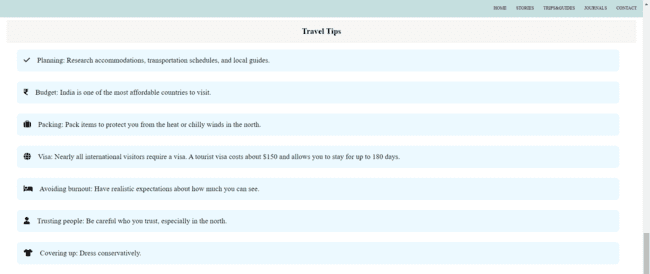 HOME STORIES TRIPS&GUIDES JOURNALS CONTACT
Travel Tips
Planning: Research accommodations, transportation schedules, and local guides.
Budget: India is one of the most affordable countries to visit.
Packing: Pack items to protect you from the heat or chilly winds in the north.
Visa: Nearly all international visitors require a visa. A tourist visa costs about $150 and allows you to stay for up to 180 days.
Avoiding burnout: Have realistic expectations about how much you can see.
Trusting people: Be careful who you trust, especially in the north.
Covering up: Dress conservatively.